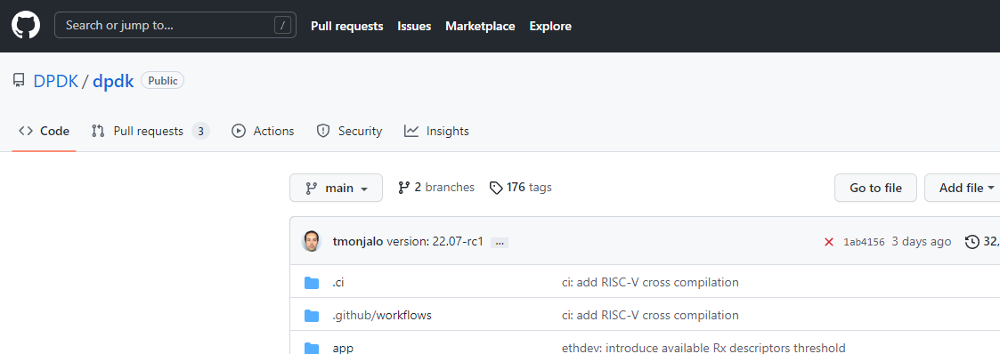 Search or jump to... / Pull requests Issues Marketplace Explore
DPDK / dpdk Public
Code Pull requests 3 Actions Security Insights
main 2 branches 176 tags Go to file Add file
tmonjalo version: 22.07-rc1 ... 1ab4156 3 days ago 32,
.ci ci: add RISC-V cross compilation
.github/workflows ci: add RISC-V cross compilation
app ethdev: introduce available Rx descriptors threshold